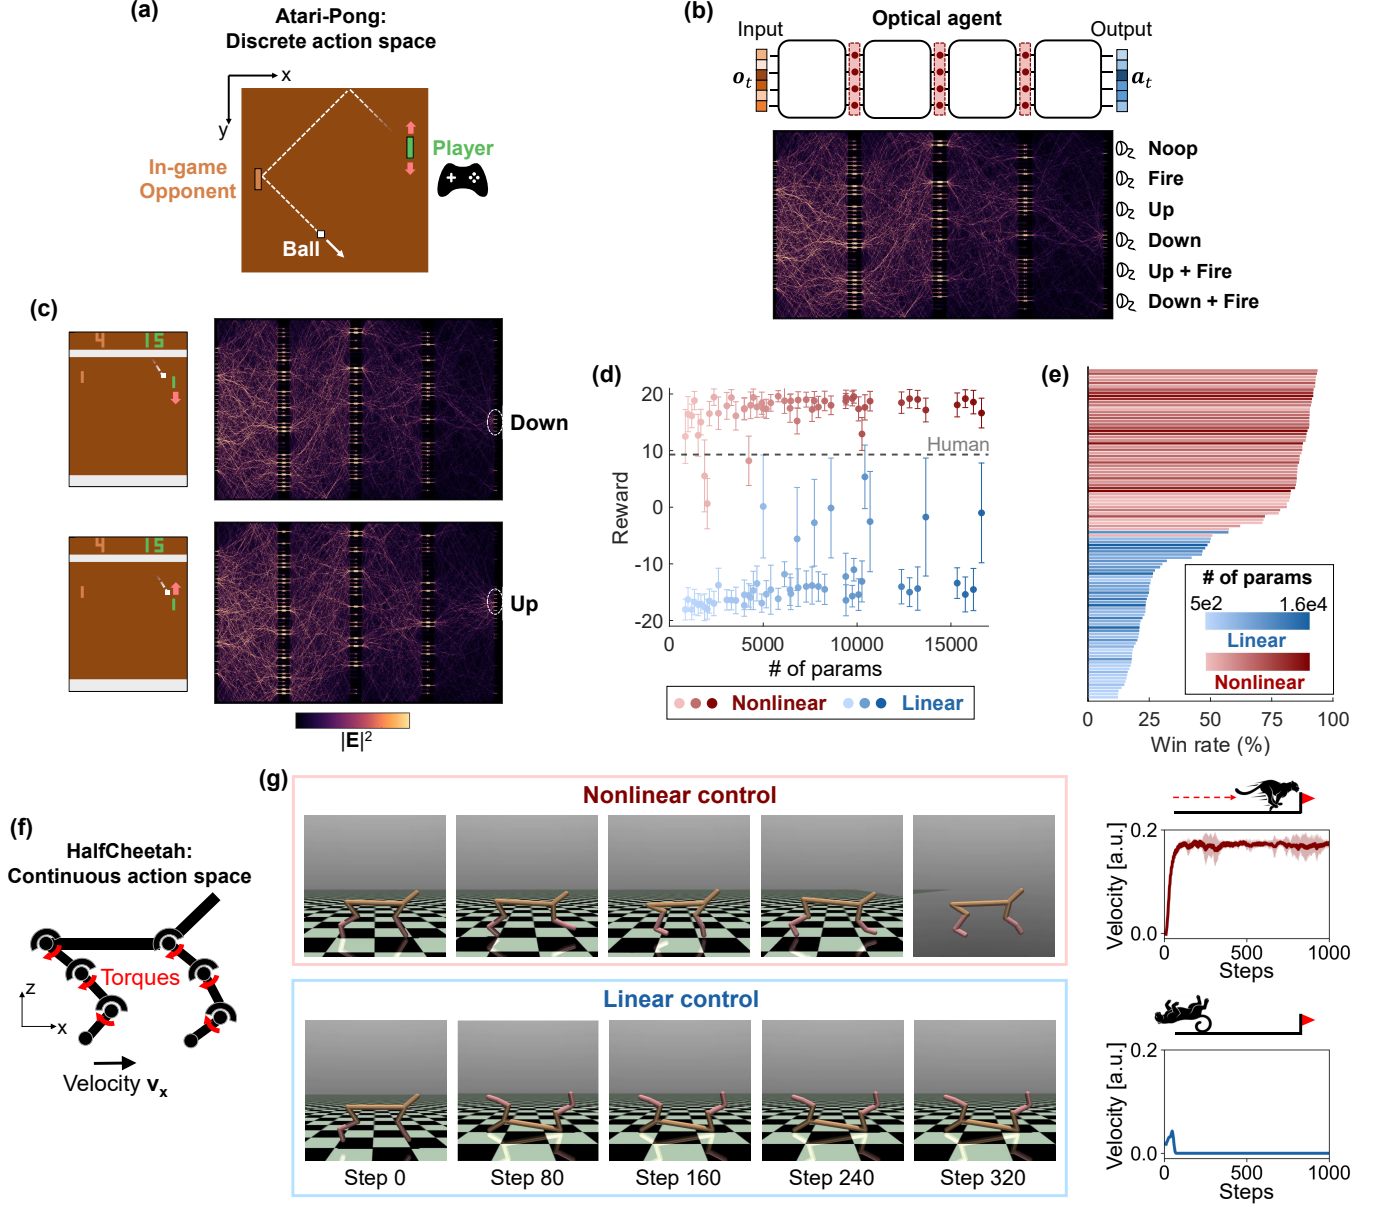 (a)
Atari-Pong:
Discrete action space
x
y
In-game
Opponent
Player
Ball
(b)
Optical agent
Input
Output
oₜ
aₜ
Noop
Fire
Up
Down
Up + Fire
Down + Fire
(c)
4 15
Down
4 15
Up
|E|²
(d)
Reward
20
10
0
-10
-20
Human
0 5000 10000 15000
# of params
Nonlinear Linear
(e)
# of params
5e2 1.6e4
Linear
Nonlinear
0 25 50 75 100
Win rate (%)
(f)
HalfCheetah:
Continuous action space
Torques
z
x
Velocity vₓ
(g)
Nonlinear control
Linear control
Step 0 Step 80 Step 160 Step 240 Step 320
Velocity [a.u.]
0.2
0.0
0 500 1000
Steps
Velocity [a.u.]
0.2
0.0
0 500 1000
Steps